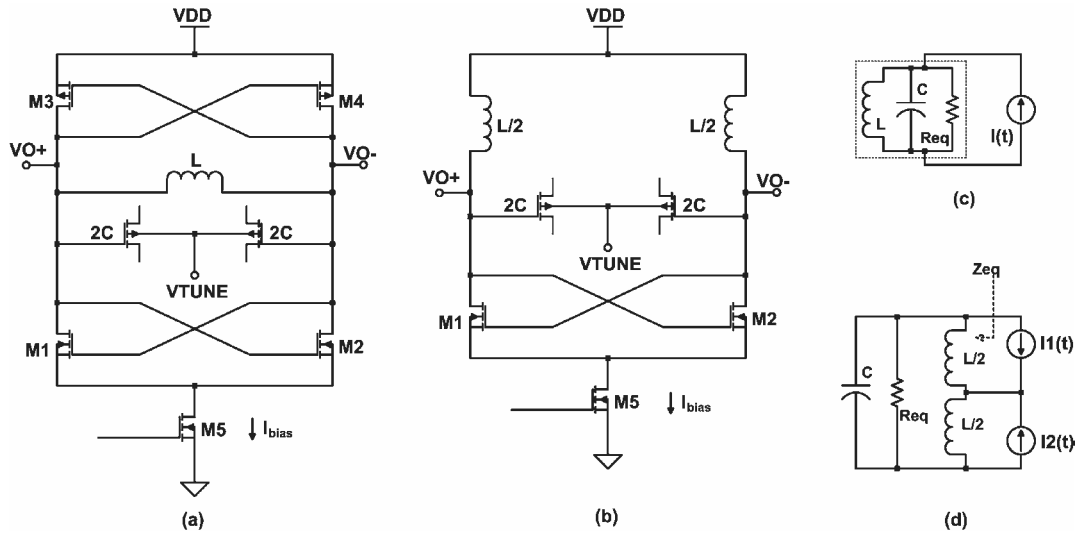 VDD
M3
M4
VO+
VO-
L
2C
2C
VTUNE
M1
M2
M5
Ibias
(a)
VDD
L/2
L/2
VO+
VO-
2C
2C
VTUNE
M1
M2
M5
Ibias
(b)
L
C
Req
I(t)
(c)
Zeq
C
Req
L/2
L/2
I1(t)
I2(t)
(d)